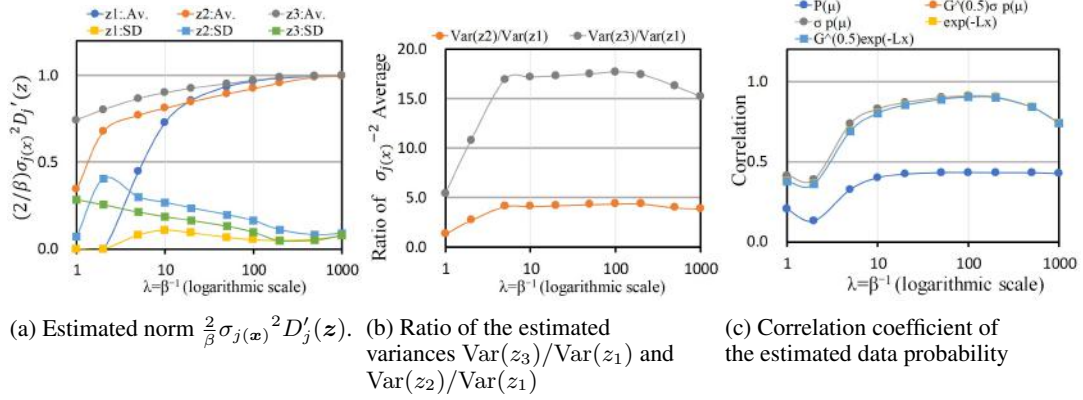 z1:.Av. z2:Av. z3:Av.
z1:SD z2:SD z3:SD
(2/β)σj(x)²Dj′(z)
1.0
0.5
0.0
1 10 100 1000
λ=β⁻¹ (logarithmic scale)
(a) Estimated norm 2/β σj(x)² D′j(z).
Var(z2)/Var(z1) Var(z3)/Var(z1)
Ratio of σj(x)⁻² Average
20.0
15.0
10.0
5.0
0.0
1 10 100 1000
λ=β⁻¹ (logarithmic scale)
(b) Ratio of the estimated
variances Var(z3)/Var(z1) and
Var(z2)/Var(z1)
P(μ) G^(0.5)σ p(μ)
σ p(μ) exp(-Lx)
G^(0.5)exp(-Lx)
Correlation
1.0
0.5
0.0
1 10 100 1000
λ=β⁻¹ (logarithmic scale)
(c) Correlation coefficient of
the estimated data probability